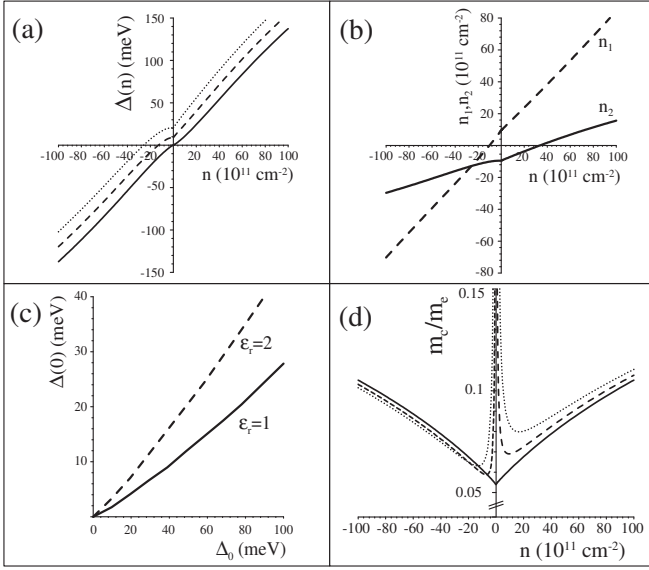 (a)
Δ(n) (meV)
150
100
50
-100 -80 -60 -40 -20
20 40 60 80 100
n (10¹¹ cm⁻²)
-50
-100
-150
(b)
n₁,n₂ (10¹¹ cm⁻²)
80
60
40
20
n₁
n₂
-100 -80 -60 -40 -20
20 40 60 80 100
n (10¹¹ cm⁻²)
-20
-40
-60
-80
(c)
Δ(0) (meV)
40
30
20
10
εᵣ=2
εᵣ=1
0 20 40 60 80 100
Δ₀ (meV)
(d)
m_c/m_e
0.15
0.1
0.05
-100 -80 -60 -40 -20 0 20 40 60 80 100
n (10¹¹ cm⁻²)